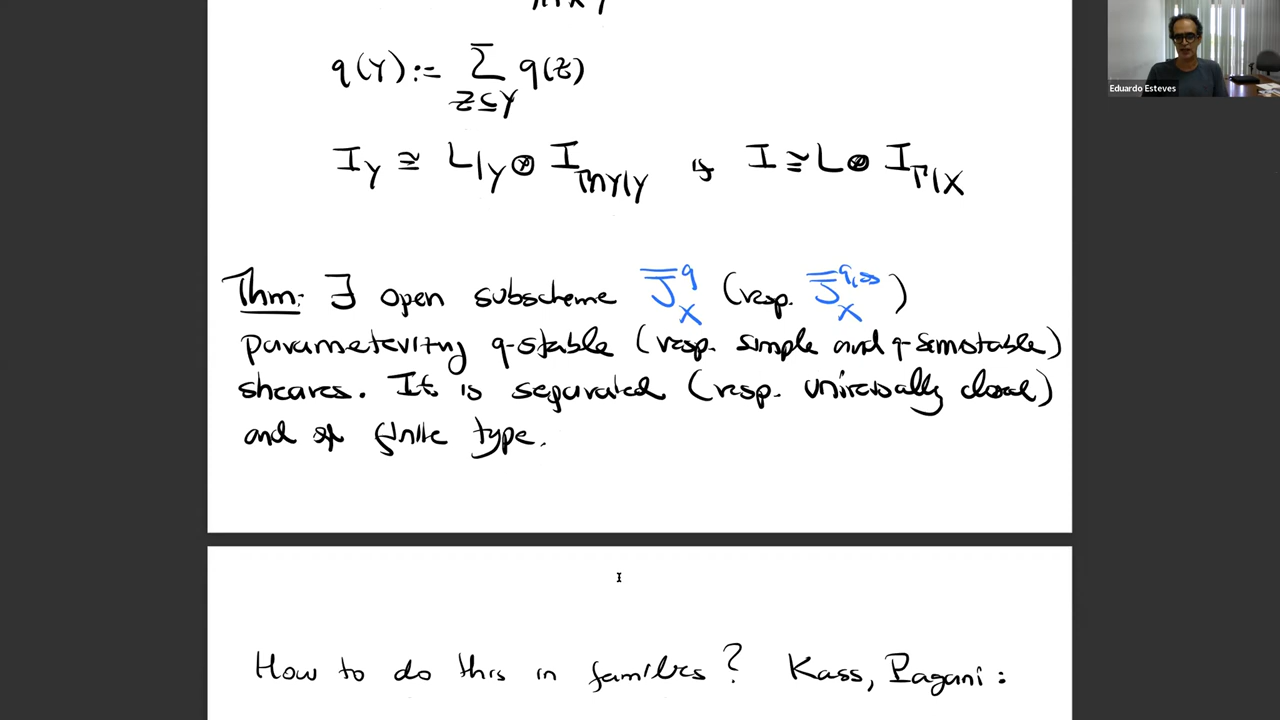 q(Y) := Σ q(Z)
Z⊆Y
I_Y ≅ L|_Y ⊗ I_{Γ∩Y|Y} if I ≅ L ⊗ I_{Γ|X}
Thm: ∃ open subscheme J̅_X^q (resp. J̅_X^{q,ss})
parameterizing q-stable (resp. simple and q-semistable)
sheaves. It is separated (resp. universally closed)
and of finite type.
How to do this in families? Kass, Pagani:
Eduardo Esteves